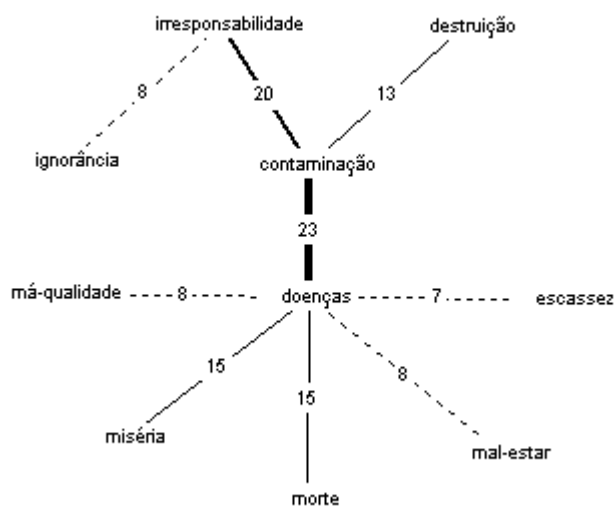 irresponsabilidade
destruição
8
20
13
ignorância
contaminação
23
má-qualidade
8
doenças
7
escassez
15
8
15
miséria
mal-estar
morte